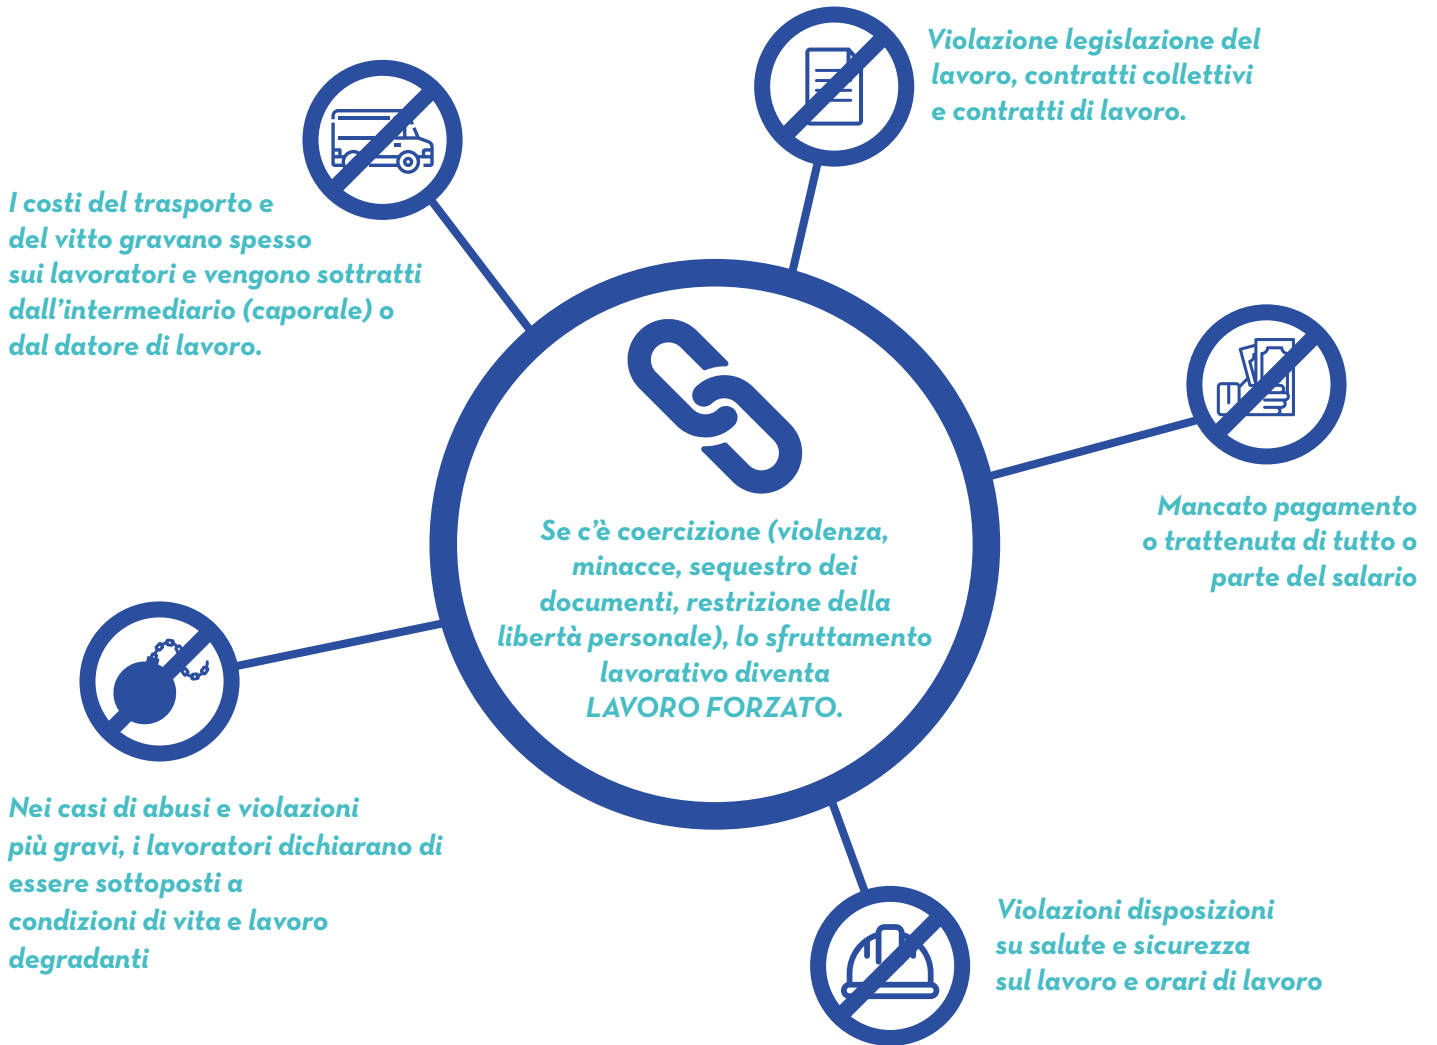 Violazione legislazione del
lavoro, contratti collettivi
e contratti di lavoro.
I costi del trasporto e
del vitto gravano spesso
sui lavoratori e vengono sottratti
dall'intermediario (caporale) o
dal datore di lavoro.
Mancato pagamento
o trattenuta di tutto o
parte del salario
Se c'è coercizione (violenza,
minacce, sequestro dei
documenti, restrizione della
libertà personale), lo sfruttamento
lavorativo diventa
LAVORO FORZATO.
Nei casi di abusi e violazioni
più gravi, i lavoratori dichiarano di
essere sottoposti a
condizioni di vita e lavoro
degradanti
Violazioni disposizioni
su salute e sicurezza
sul lavoro e orari di lavoro